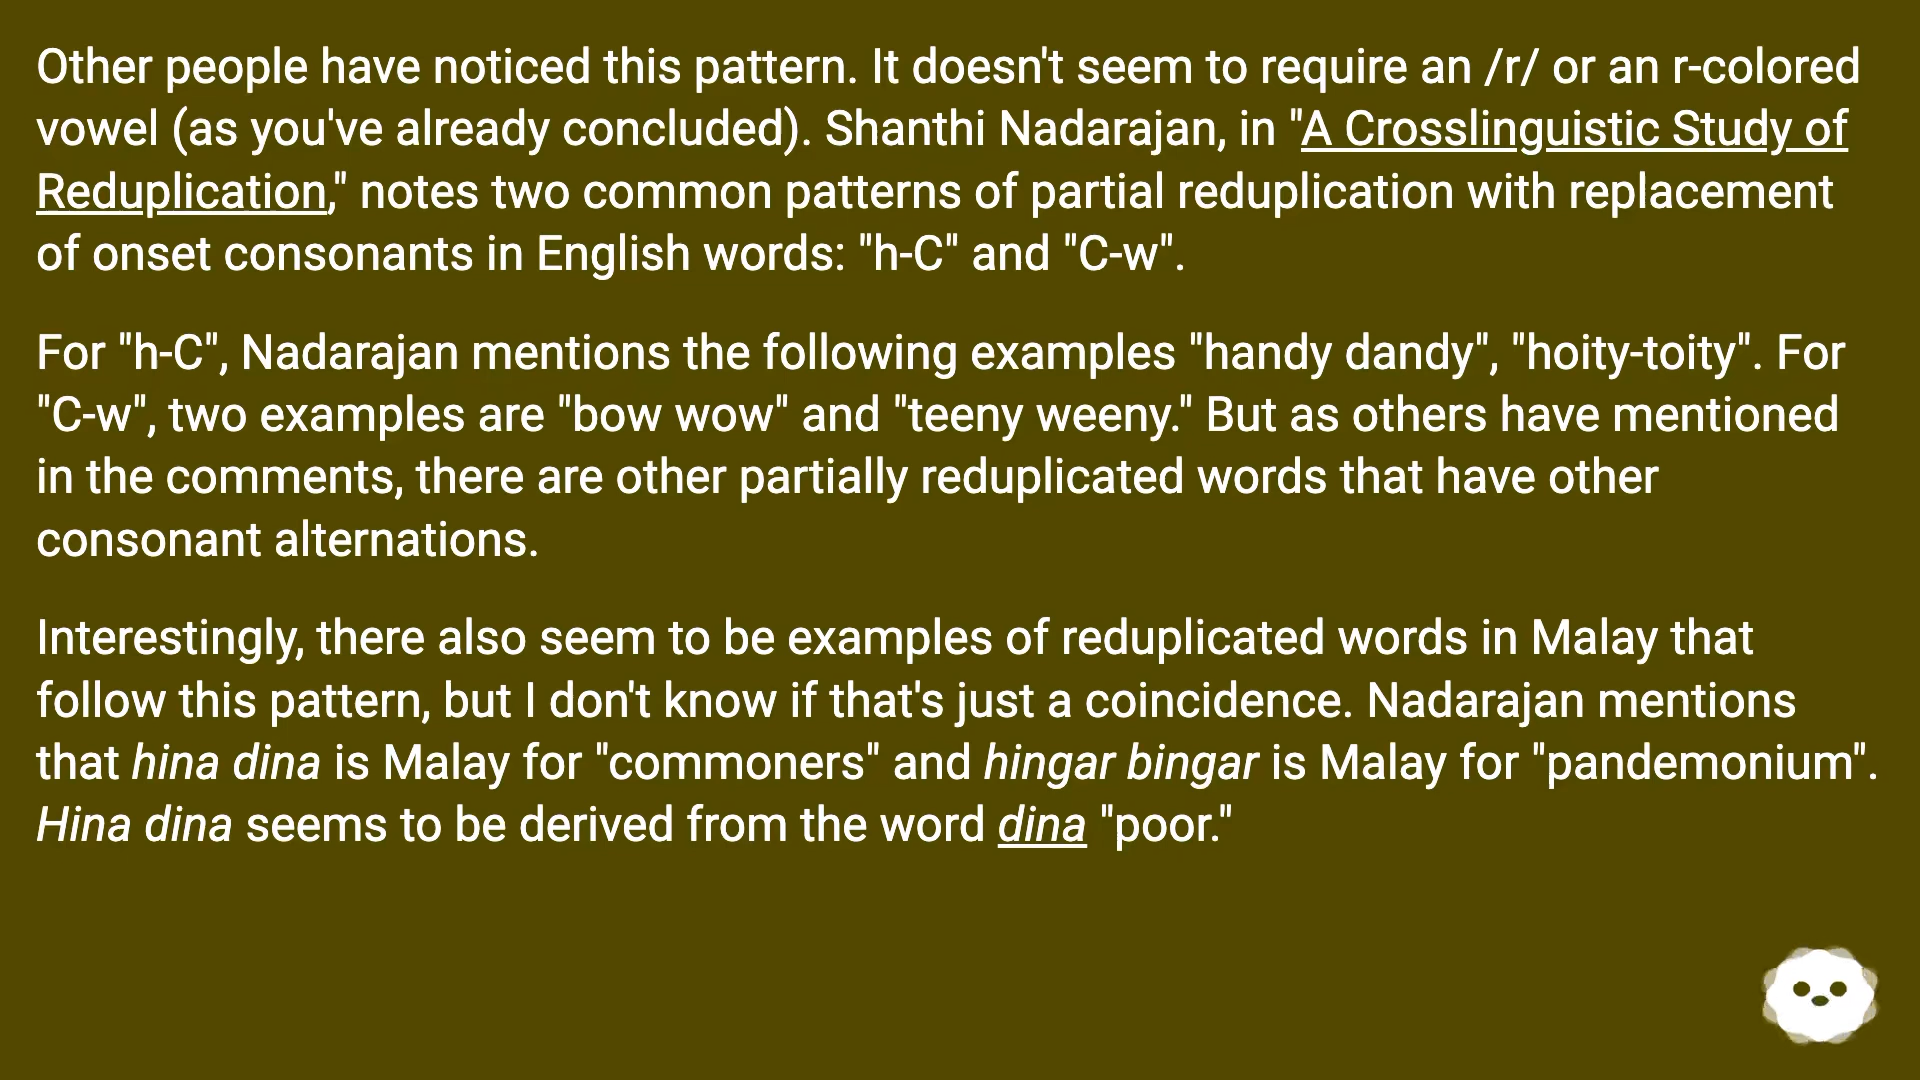 Other people have noticed this pattern. It doesn't seem to require an /r/ or an r-colored
vowel (as you've already concluded). Shanthi Nadarajan, in "A Crosslinguistic Study of
Reduplication," notes two common patterns of partial reduplication with replacement
of onset consonants in English words: "h-C" and "C-w".
For "h-C", Nadarajan mentions the following examples "handy dandy", "hoity-toity". For
"C-w", two examples are "bow wow" and "teeny weeny." But as others have mentioned
in the comments, there are other partially reduplicated words that have other
consonant alternations.
Interestingly, there also seem to be examples of reduplicated words in Malay that
follow this pattern, but I don't know if that's just a coincidence. Nadarajan mentions
that hina dina is Malay for "commoners" and hingar bingar is Malay for "pandemonium".
Hina dina seems to be derived from the word dina "poor."